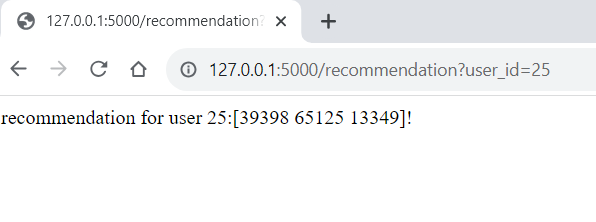 127.0.0.1:5000/recommendation?
127.0.0.1:5000/recommendation?user_id=25
recommendation for user 25:[39398 65125 13349]!